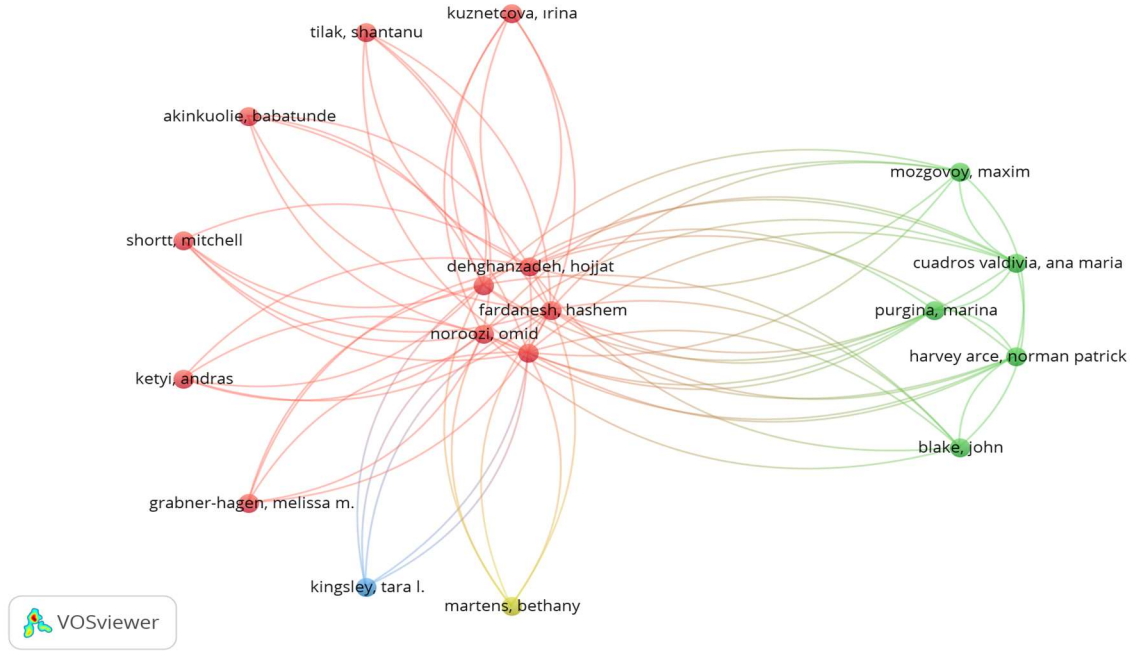 kuznetcova, irina
tilak, shantanu
akinkuolie, babatunde
mozgovoy, maxim
shortt, mitchell
dehghanzadeh, hojjat
cuadros valdivia, ana maria
fardanesh, hashem
purgina, marina
noroozi, omid
harvey arce, norman patrick
ketyi, andras
blake, john
grabner-hagen, melissa m.
kingsley, tara l.
martens, bethany
VOSviewer